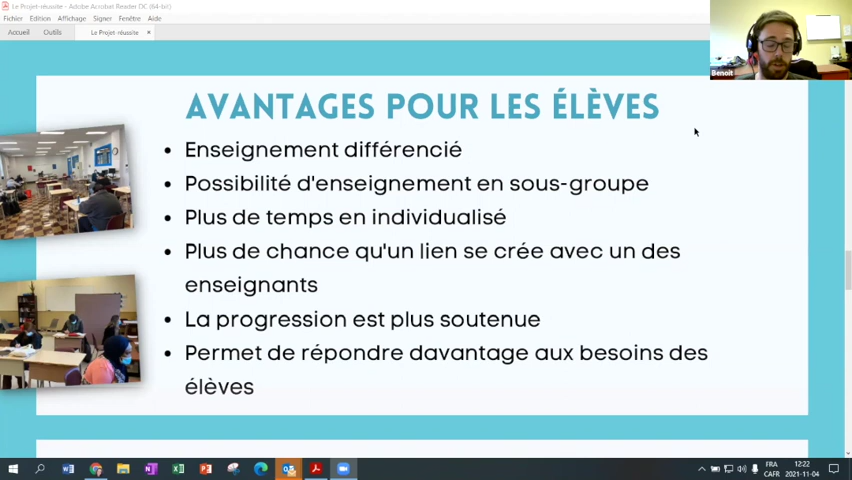 Le Projet-réussite - Adobe Acrobat Reader DC (64-bit)
Fichier Edition Affichage Signer Fenêtre Aide
Accueil Outils Le Projet-réussite ×
Benoit
AVANTAGES POUR LES ÉLÈVES
• Enseignement différencié
• Possibilité d'enseignement en sous-groupe
• Plus de temps en individualisé
• Plus de chance qu'un lien se crée avec un des
enseignants
• La progression est plus soutenue
• Permet de répondre davantage aux besoins des
élèves
FRA
CAFR
12:22
2021-11-04